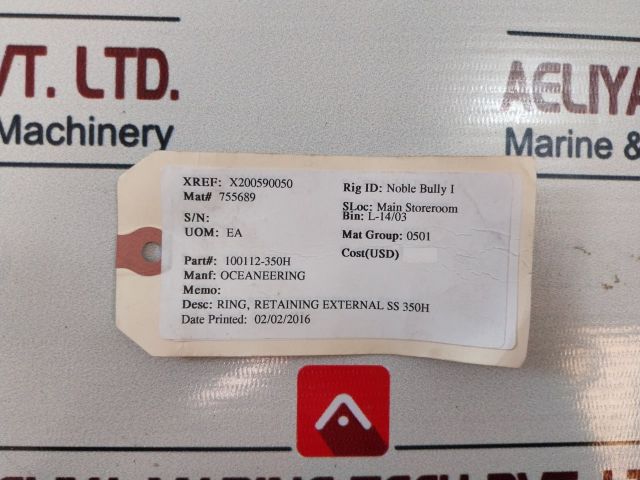 VT. LTD.
Machinery
AELIYA
Marine &
XREF: X200590050
Mat# 755689
S/N:
UOM: EA
Part#: 100112-350H
Manf: OCEANEERING
Memo:
Desc: RING, RETAINING EXTERNAL SS 350H
Date Printed: 02/02/2016
Rig ID: Noble Bully I
SLoc: Main Storeroom
Bin: L-14/03
Mat Group: 0501
Cost(USD)